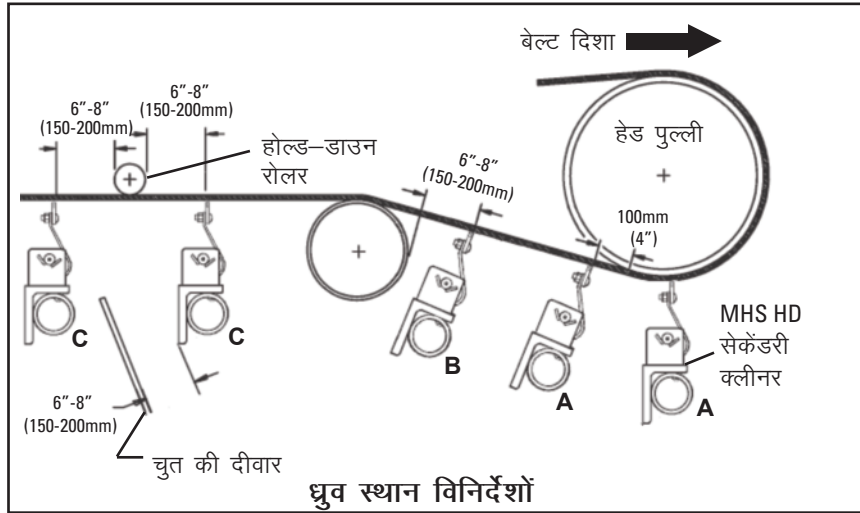 बेल्ट दिशा
6”-8”
(150-200mm)
6”-8”
(150-200mm)
होल्ड–डाउन
रोलर
6”-8”
(150-200mm)
हेड पुल्ली
100mm
(4”)
C
C
B
A
A
MHS HD
सेकेंडरी
क्लीनर
6”-8”
(150-200mm)
चुत की दीवार
ध्रुव स्थान विनिर्देशों